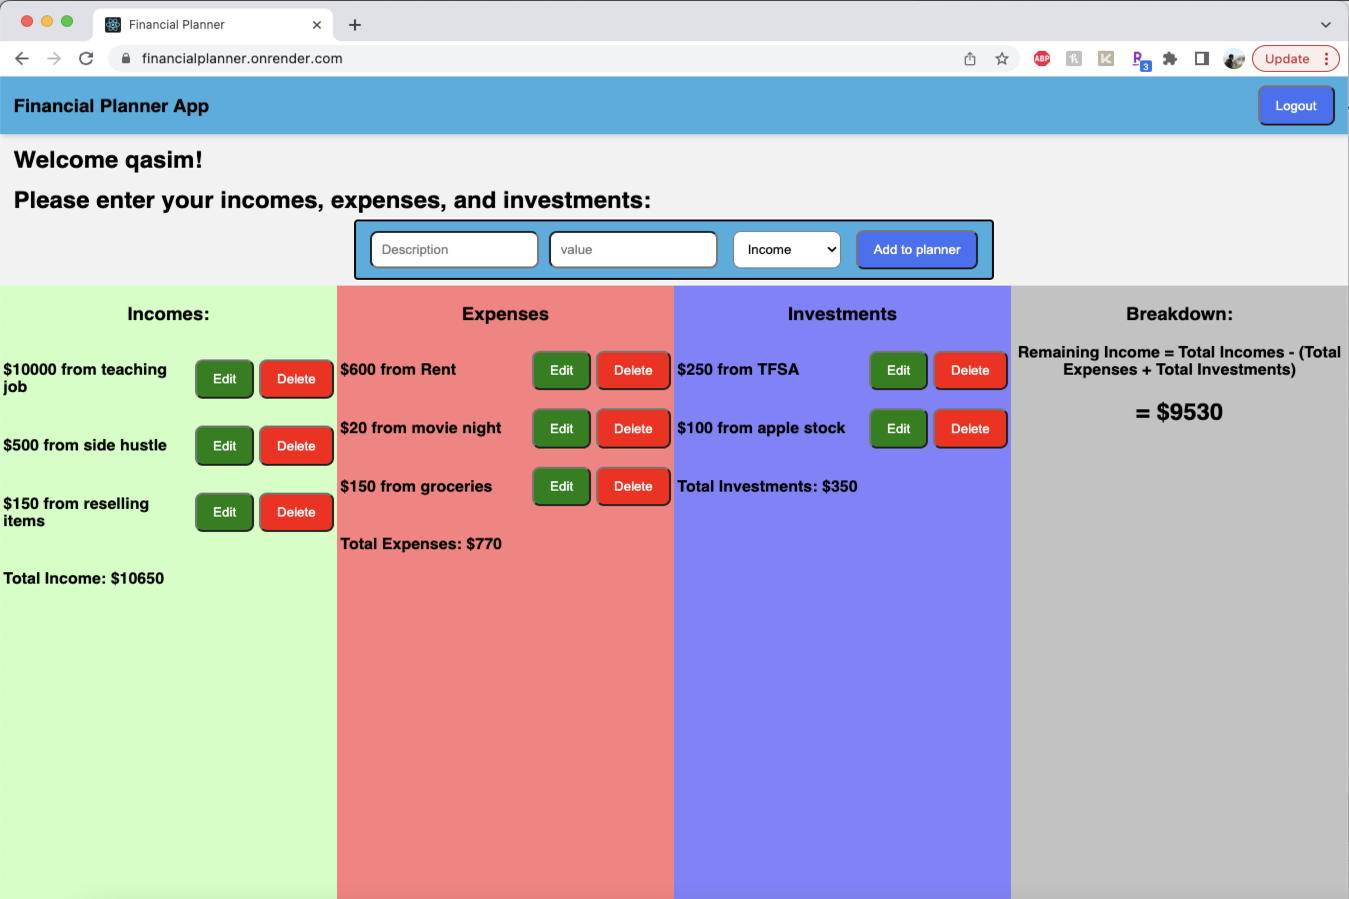 Financial Planner
financialplanner.onrender.com
ABP
3
Update
Financial Planner App
Logout
Welcome qasim!
Please enter your incomes, expenses, and investments:
Description
value
Income
Add to planner
Incomes:
$10000 from teaching
job
Edit
Delete
$500 from side hustle
Edit
Delete
$150 from reselling
items
Edit
Delete
Total Income: $10650
Expenses
$600 from Rent
Edit
Delete
$20 from movie night
Edit
Delete
$150 from groceries
Edit
Delete
Total Expenses: $770
Investments
$250 from TFSA
Edit
Delete
$100 from apple stock
Edit
Delete
Total Investments: $350
Breakdown:
Remaining Income = Total Incomes - (Total
Expenses + Total Investments)
= $9530